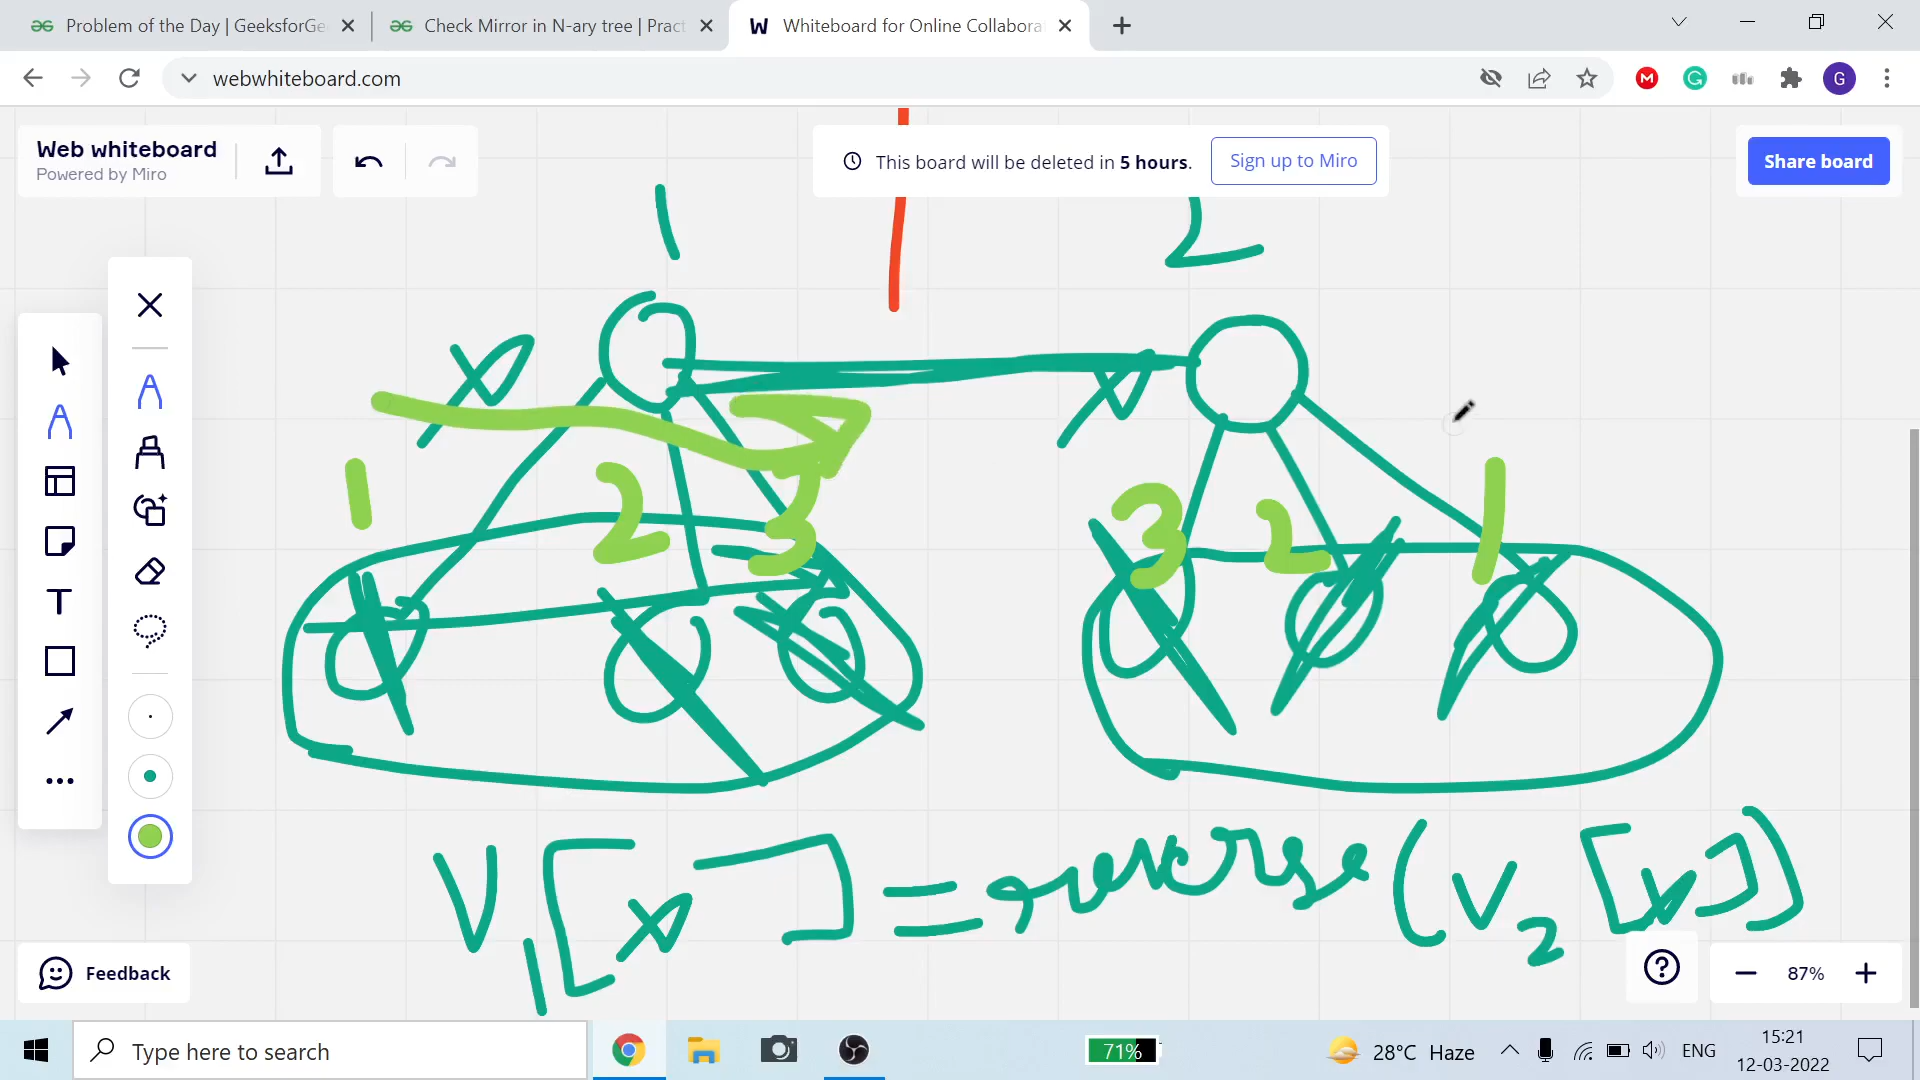 Problem of the Day | GeeksforGe
Check Mirror in N-ary tree | Pract
W Whiteboard for Online Collabora
webwhiteboard.com
G
Web whiteboard
Powered by Miro
This board will be deleted in 5 hours.
Sign up to Miro
Share board
1 2
x x
1 2 3 3 2 1
V1[x] = reverse(V2[x])
T
Feedback
87%
Type here to search
71%
28°C Haze
ENG
15:21
12-03-2022